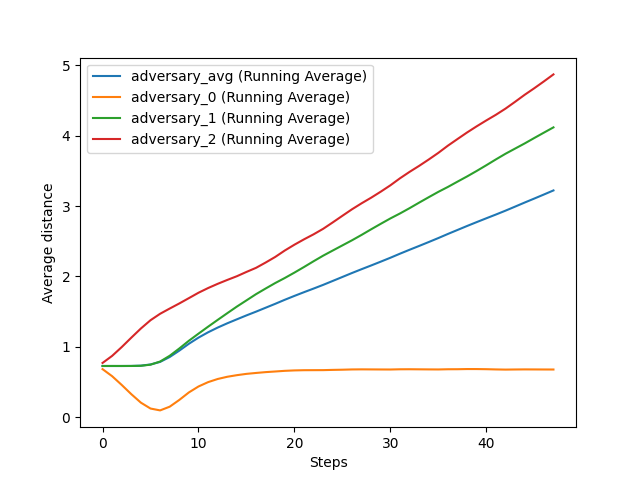 adversary_avg (Running Average)
adversary_0 (Running Average)
adversary_1 (Running Average)
adversary_2 (Running Average)
Average distance
5
4
3
2
1
0
0 10 20 30 40
Steps